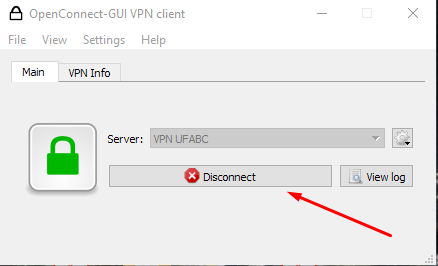 OpenConnect-GUI VPN client
File View Settings Help
Main VPN Info
Server: VPN UFABC
Disconnect View log